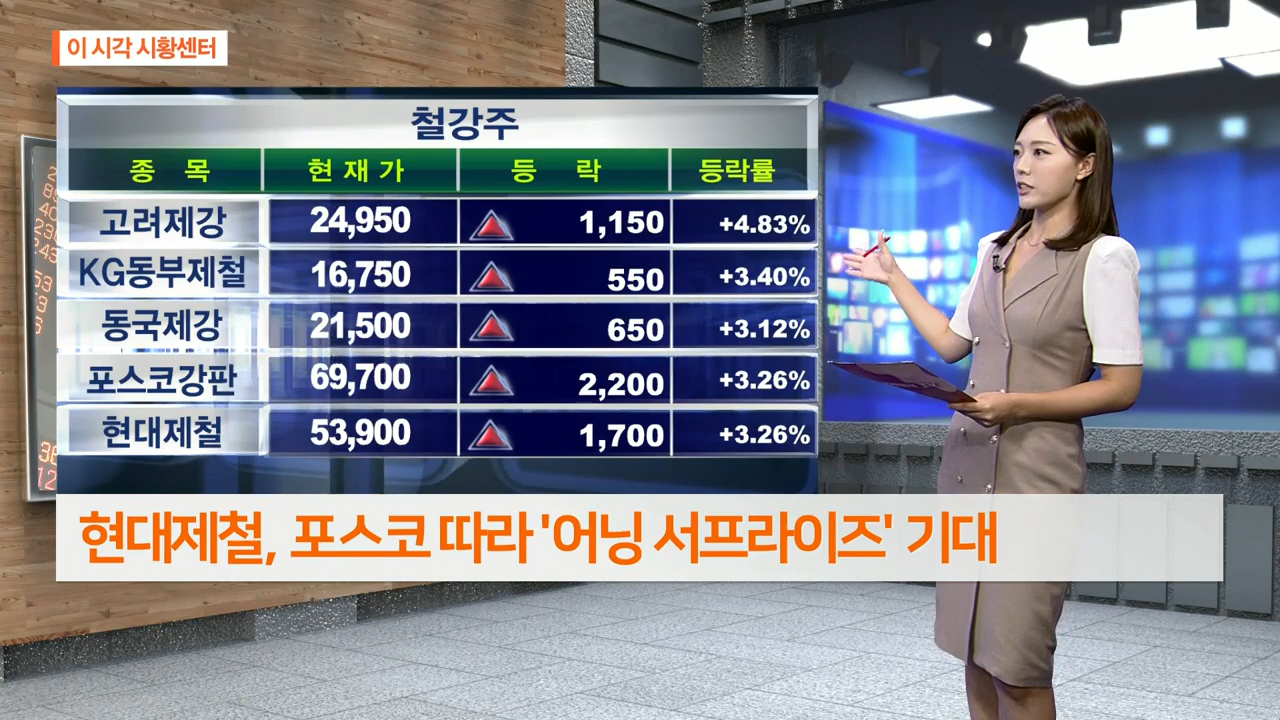 이 시각 시황센터
철강주
종 목 현 재 가 등 락 등락률
고려제강 24,950 ▲ 1,150 +4.83%
KG동부제철 16,750 ▲ 550 +3.40%
동국제강 21,500 ▲ 650 +3.12%
포스코강판 69,700 ▲ 2,200 +3.26%
현대제철 53,900 ▲ 1,700 +3.26%
현대제철, 포스코 따라 '어닝 서프라이즈' 기대